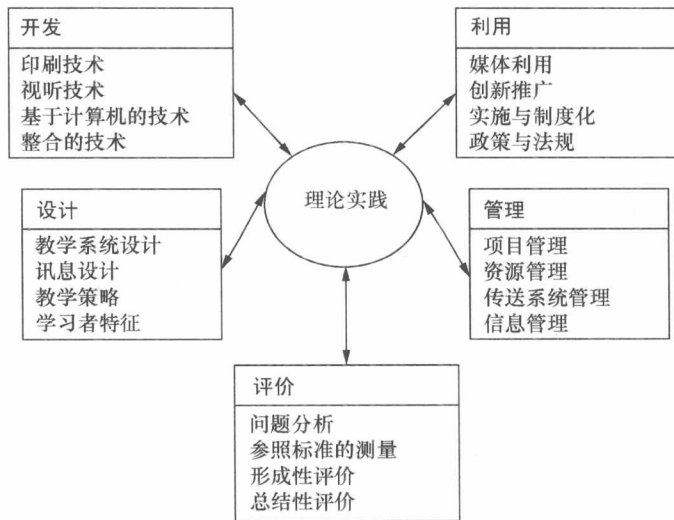 开发
印刷技术
视听技术
基于计算机的技术
整合的技术
利用
媒体利用
创新推广
实施与制度化
政策与法规
理论实践
设计
教学系统设计
讯息设计
教学策略
学习者特征
管理
项目管理
资源管理
传送系统管理
信息管理
评价
问题分析
参照标准的测量
形成性评价
总结性评价